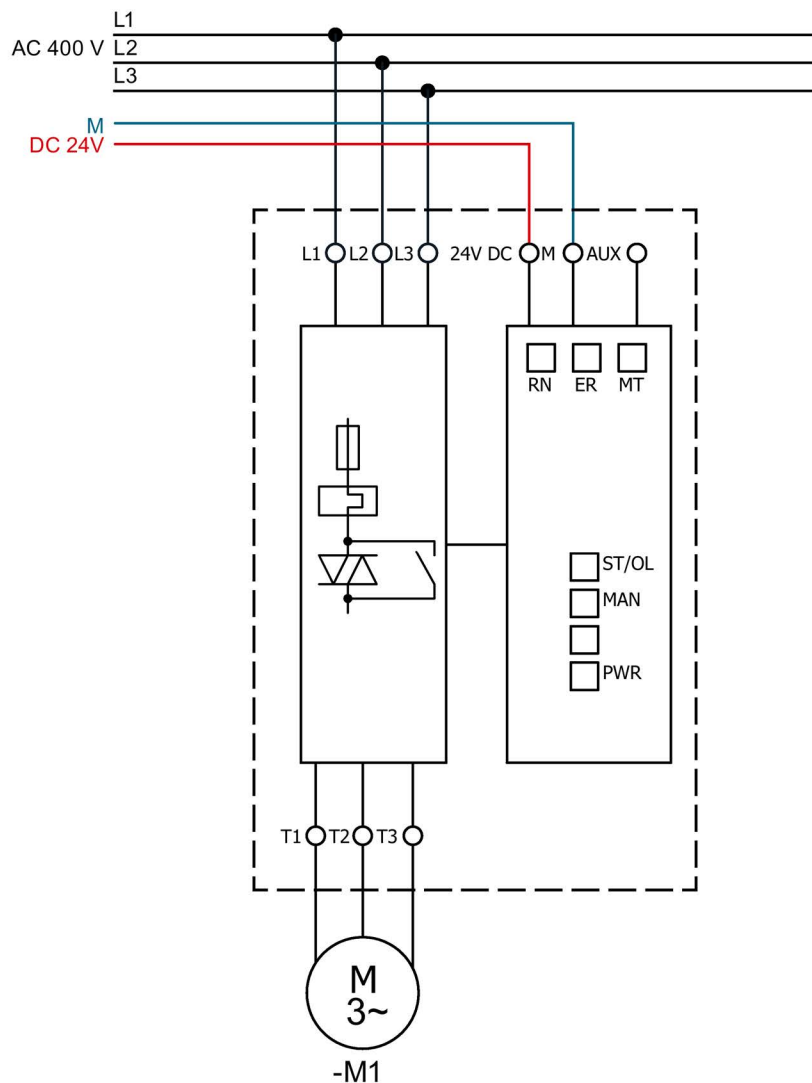 L1
AC 400 V L2
L3
M
DC 24V
L1 L2 L3 24V DC M AUX
RN ER MT
ST/OL
MAN
PWR
T1 T2 T3
M
3~
-M1